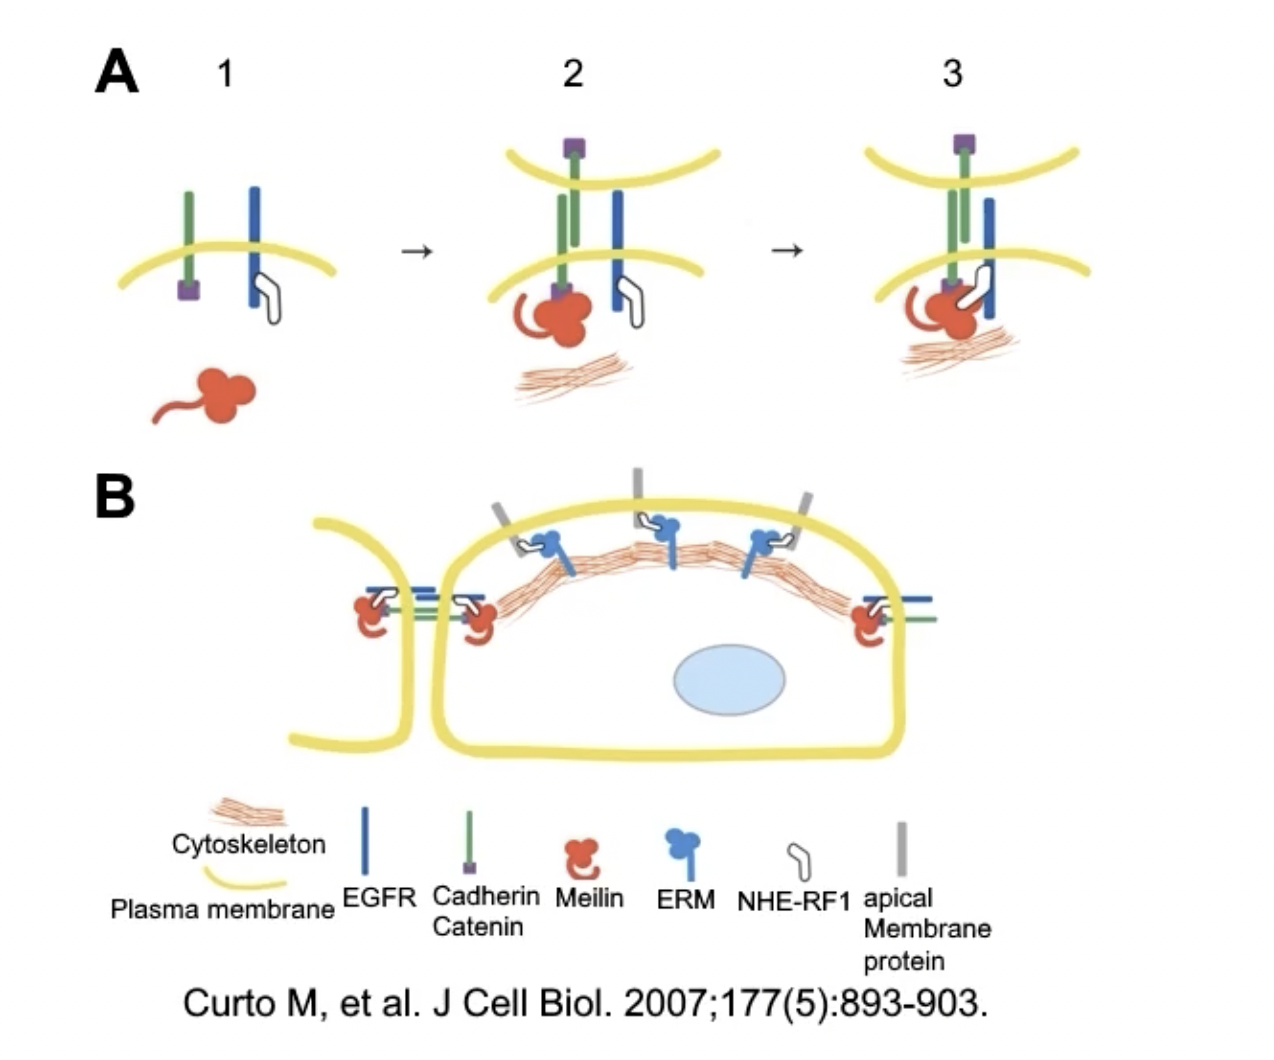 A
1 2 3
→ →
B
Cytoskeleton
Plasma membrane
EGFR
Cadherin
Catenin
Meilin
ERM
NHE-RF1
apical
Membrane
protein
Curto M, et al. J Cell Biol. 2007;177(5):893-903.